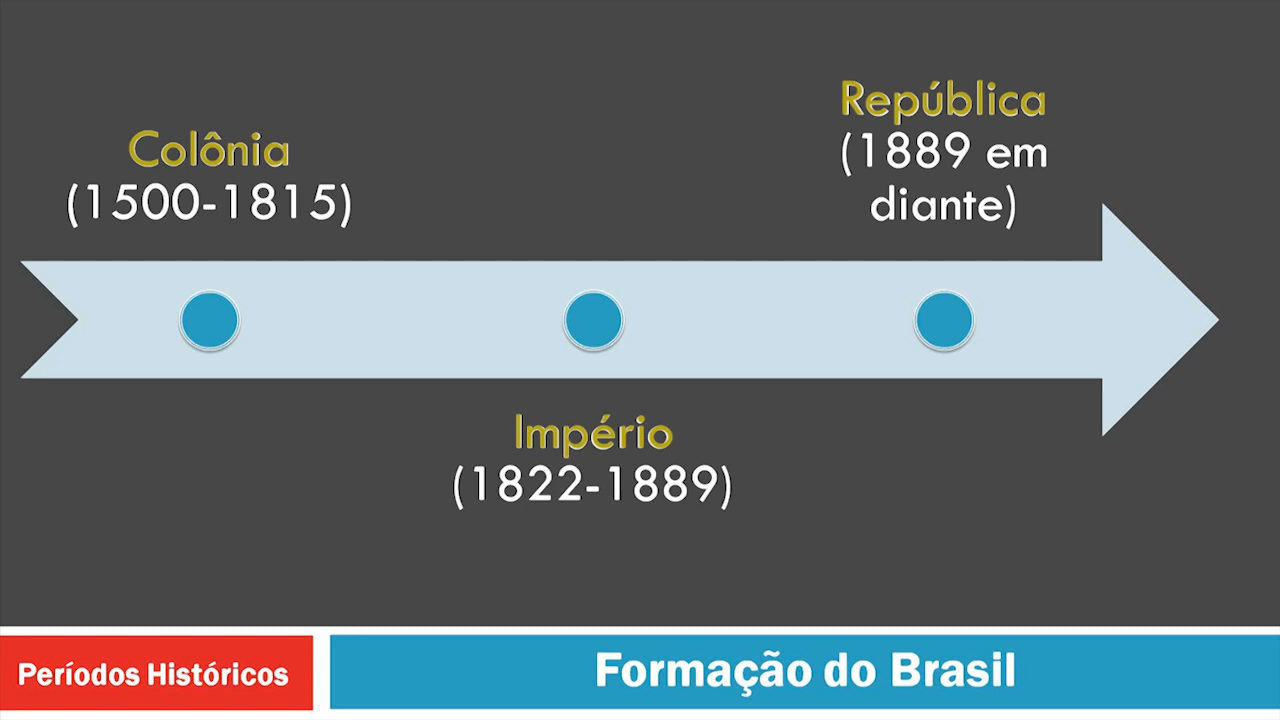 Colônia
(1500-1815)
República
(1889 em
diante)
Império
(1822-1889)
Períodos Históricos
Formação do Brasil